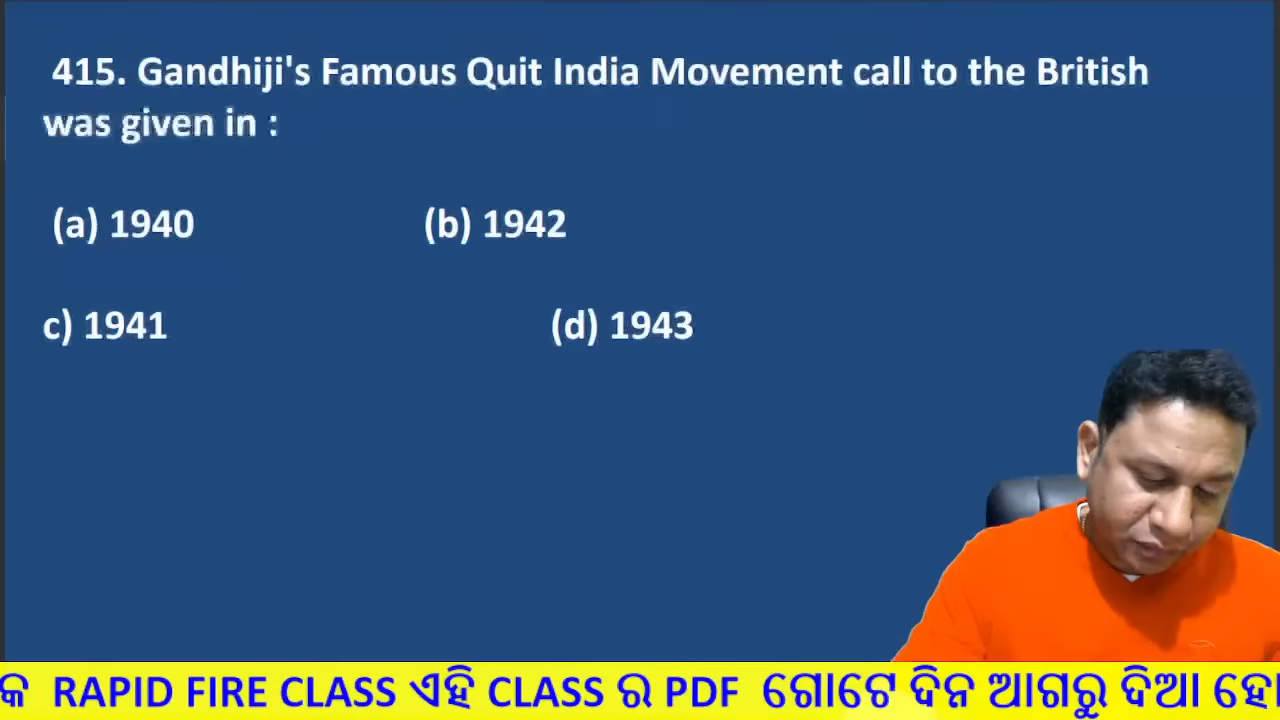 415. Gandhiji's Famous Quit India Movement call to the British
was given in :
(a) 1940 (b) 1942
c) 1941 (d) 1943
RAPID FIRE CLASS ଏହି CLASS ର PDF ଗୋଟେ ଦିନ ଆଗରୁ ଦିଆ